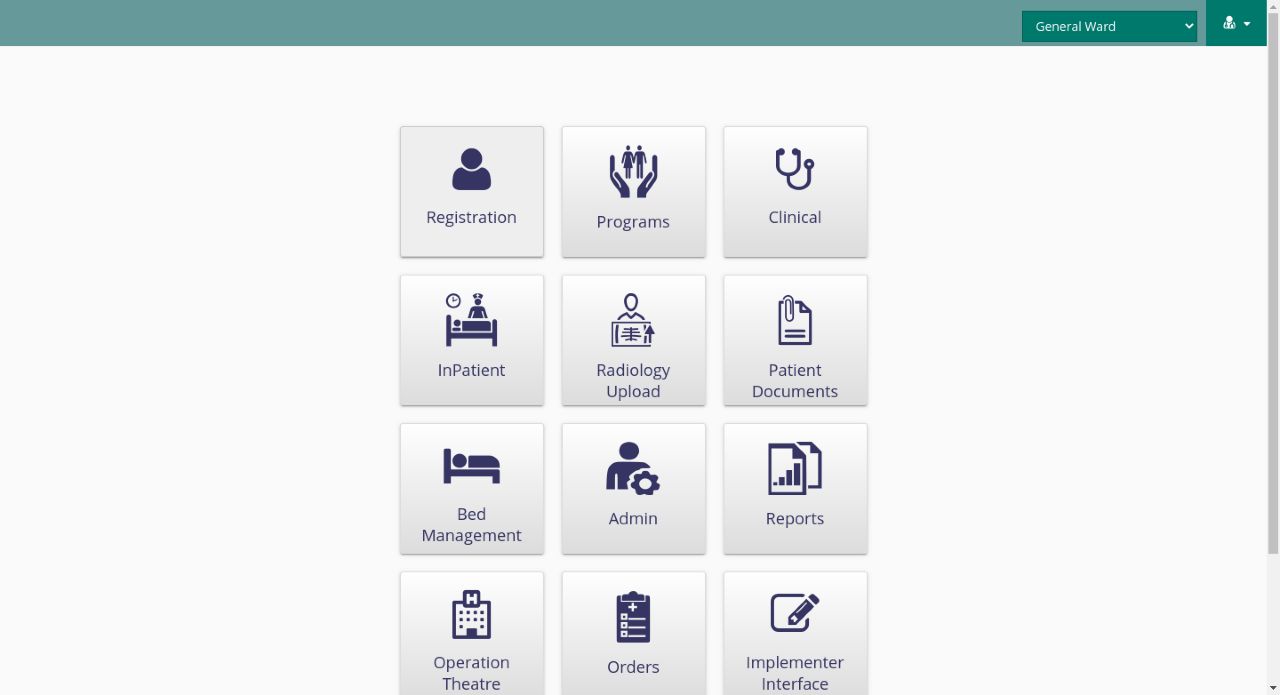 General Ward
Registration
Programs
Clinical
InPatient
Radiology
Upload
Patient
Documents
Bed
Management
Admin
Reports
Operation
Theatre
Orders
Implementer
Interface